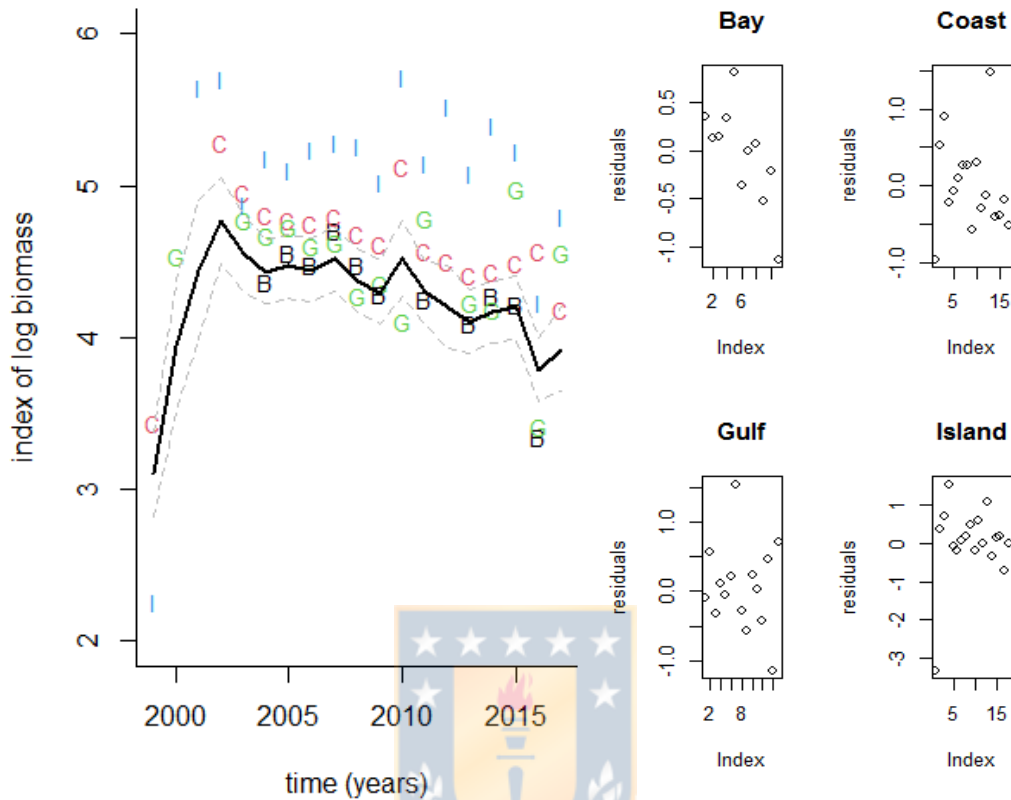 index of log biomass
6
5
4
3
2
I I C C I G G C I G B C I G B C I G B C I G B C I G B C I G B C I G B I C G I C G B I C I C G B I C G B I G C B C I G B I G C
2000 2005 2010 2015
time (years)
Bay
residuals
0.5
0.0
-0.5
-1.0
2 6
Index
Coast
residuals
1.0
0.0
-1.0
5 15
Index
Gulf
residuals
1.0
0.0
-1.0
2 8
Index
Island
residuals
1
0
-1
-2
-3
5 15
Index